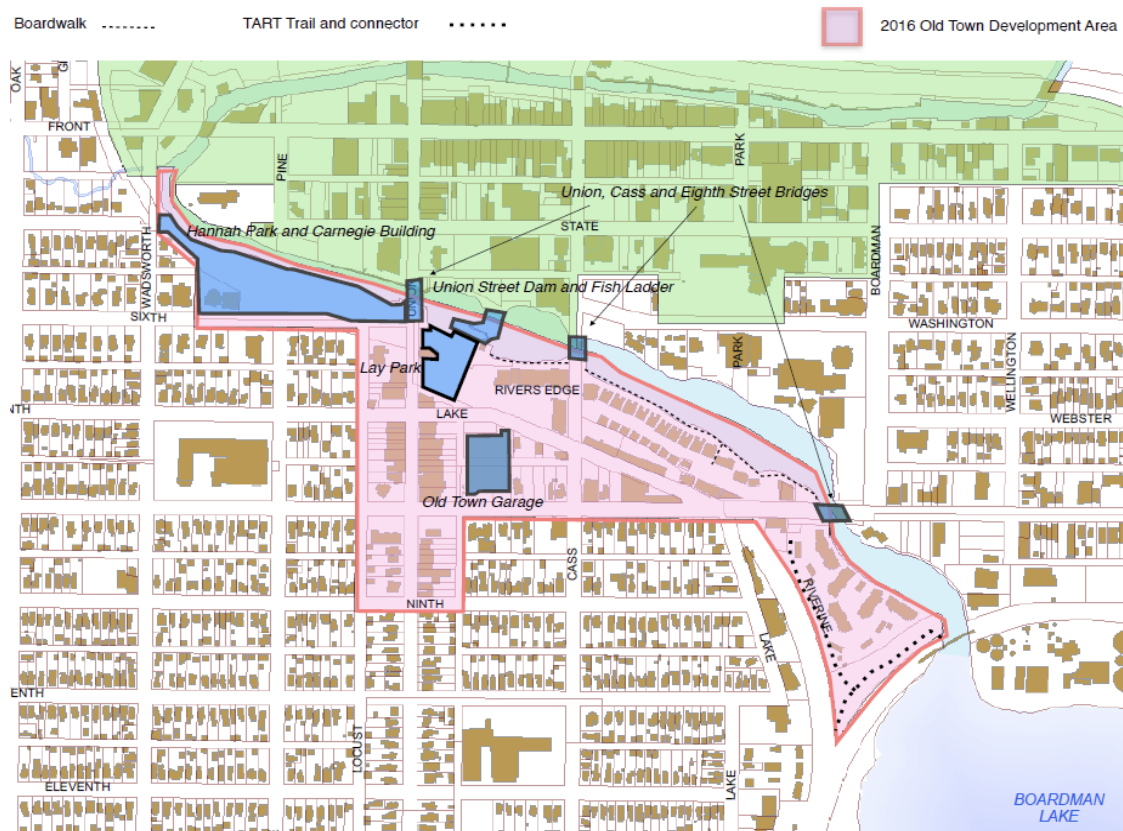 Boardwalk
TART Trail and connector
2016 Old Town Development Area
OAK
FRONT
PINE
PARK
Union, Cass and Eighth Street Bridges
STATE
Hannah Park and Carnegie Building
BOARDMAN
WADSWORTH
Union Street Dam and Fish Ladder
SIXTH
WASHINGTON
PARK
WELLINGTON
Lay Park
RIVERS EDGE
LAKE
WEBSTER
NTH
Old Town Garage
CASS
NINTH
RIVERINE
LAKE
ENTH
LOCUST
LAKE
ELEVENTH
BOARDMAN
LAKE